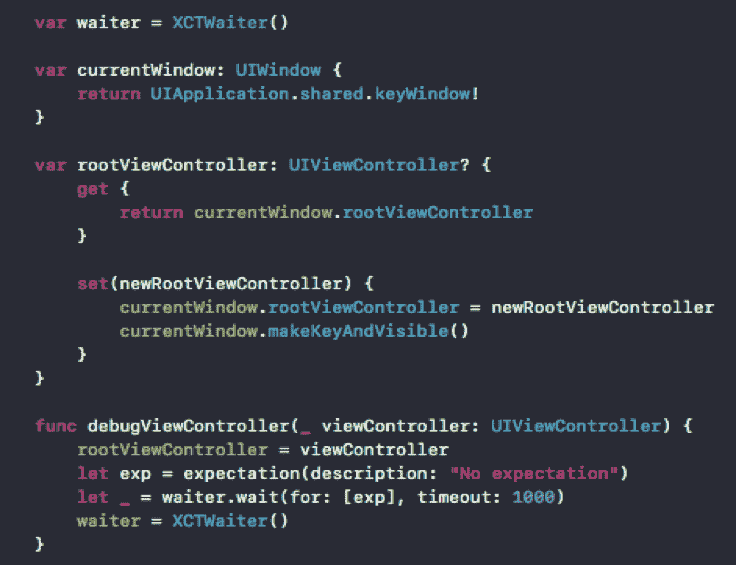 var waiter = XCTWaiter()
var currentWindow: UIWindow {
return UIApplication.shared.keyWindow!
}
var rootViewController: UIViewController? {
get {
return currentWindow.rootViewController
}
set(newRootViewController) {
currentWindow.rootViewController = newRootViewController
currentWindow.makeKeyAndVisible()
}
}
func debugViewController(_ viewController: UIViewController) {
rootViewController = viewController
let exp = expectation(description: "No expectation")
let _ = waiter.wait(for: [exp], timeout: 1000)
waiter = XCTWaiter()
}